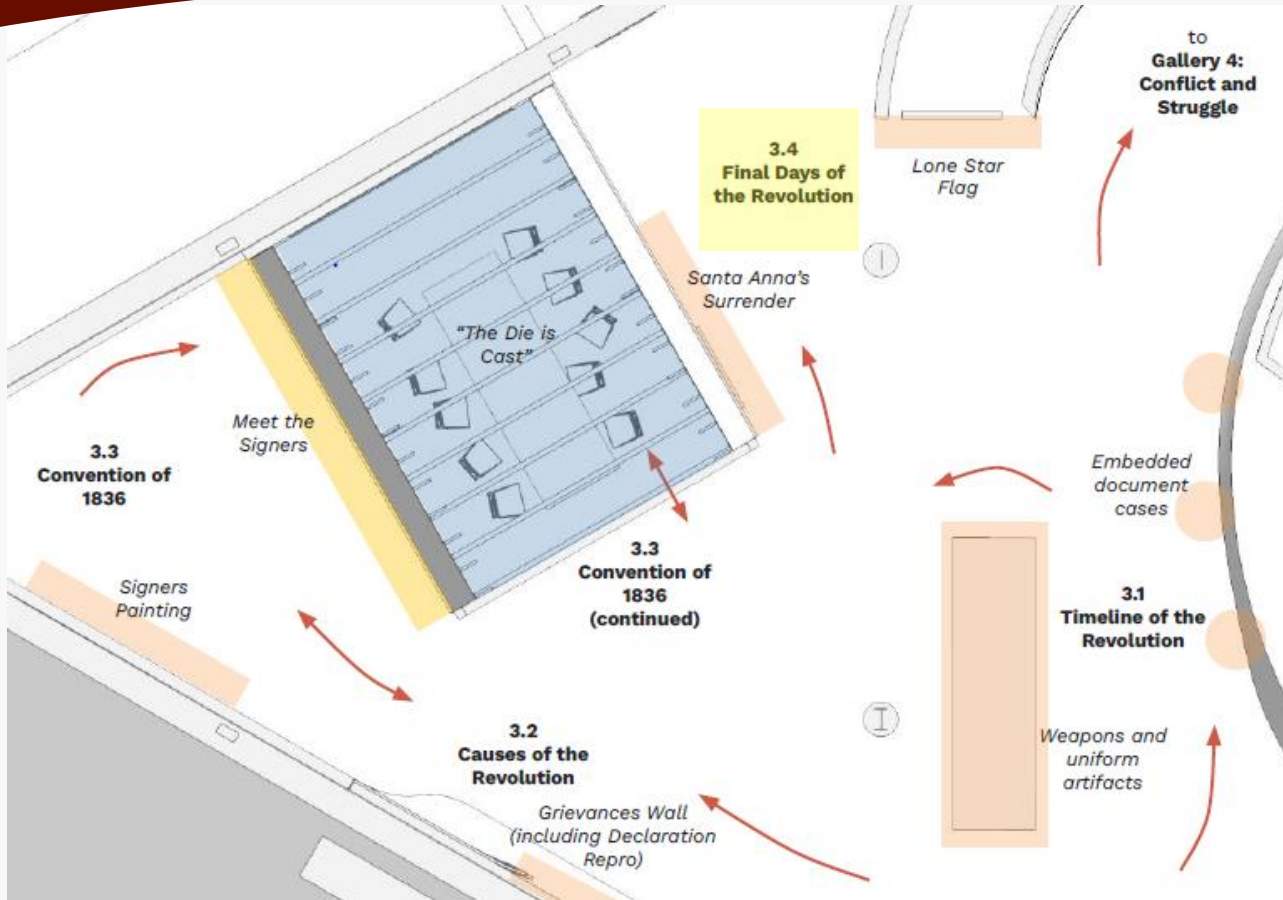 to
Gallery 4:
Conflict and
Struggle
3.4
Final Days of
the Revolution
Lone Star
Flag
Santa Anna's
Surrender
"The Die is
Cast"
Meet the
Signers
3.3
Convention of
1836
Embedded
document
cases
Signers
Painting
3.3
Convention of
1836
(continued)
3.1
Timeline of the
Revolution
3.2
Causes of the
Revolution
Weapons and
uniform
artifacts
Grievances Wall
(including Declaration
Repro)